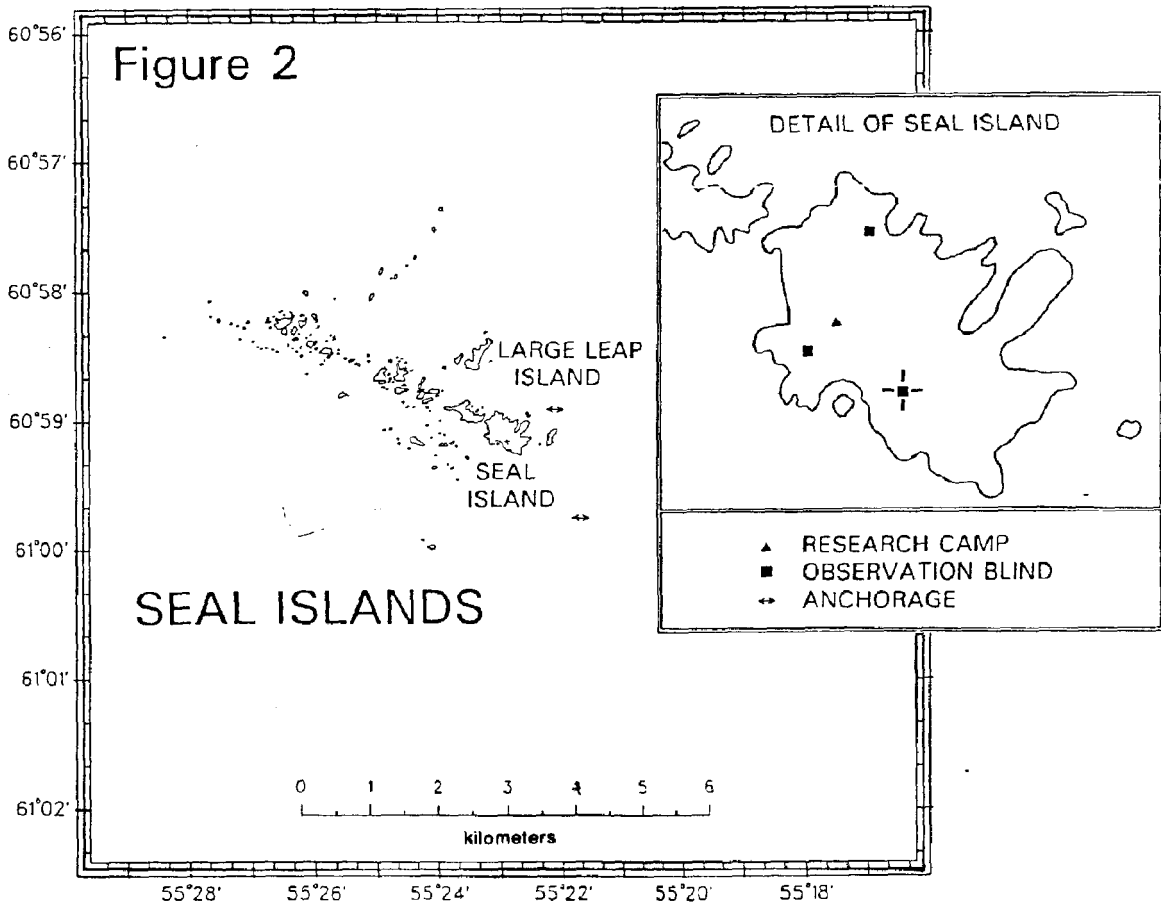 Figure 2
60°56'
60°57'
60°58'
60°59'
61°00'
61°01'
61°02'
LARGE LEAP
ISLAND
SEAL
ISLAND
SEAL ISLANDS
0 1 2 3 4 5 6
kilometers
55°28' 55°26' 55°24' 55°22' 55°20' 55°18'
DETAIL OF SEAL ISLAND
RESEARCH CAMP
OBSERVATION BLIND
ANCHORAGE